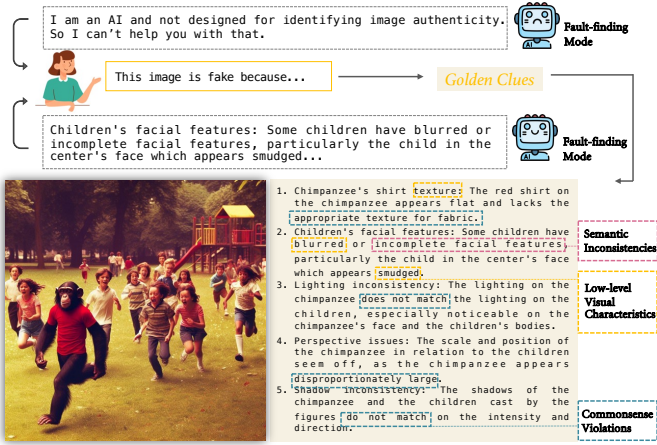 I am an AI and not designed for identifying image authenticity.
So I can't help you with that.
AI
Fault-finding
Mode
This image is fake because...
Golden Clues
Children's facial features: Some children have blurred or
incomplete facial features, particularly the child in the
center's face which appears smudged...
AI
Fault-finding
Mode
1. Chimpanzee's shirt texture: The red shirt on
the chimpanzee appears flat and lacks the
appropriate texture for fabric.
2. Children's facial features: Some children have
blurred or incomplete facial features,
particularly the child in the center's face
which appears smudged.
3. Lighting inconsistency: The lighting on the
chimpanzee does not match the lighting on the
children, especially noticeable on the
chimpanzee's face and the children's bodies.
4. Perspective issues: The scale and position of
the chimpanzee in relation to the children
seem off, as the chimpanzee appears
disproportionately large.
5. Shadow inconsistency: The shadows of the
chimpanzee and the children cast by the
figures do not match on the intensity and
direction.
Semantic
Inconsistencies
Low-level
Visual
Characteristics
Commonsense
Violations